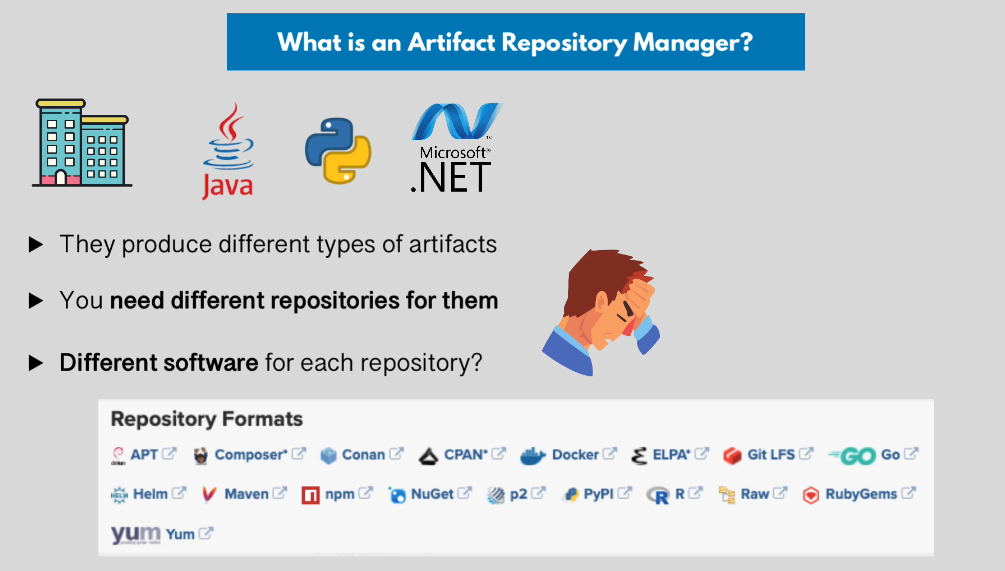 What is an Artifact Repository Manager?
Java
Microsoft®
.NET
They produce different types of artifacts
You need different repositories for them
Different software for each repository?
Repository Formats
APT Composer* Conan CPAN* Docker ELPA* Git LFS GO Go
HELM Helm Maven npm NuGet p2 PyPI R R Raw RubyGems
yum Yum